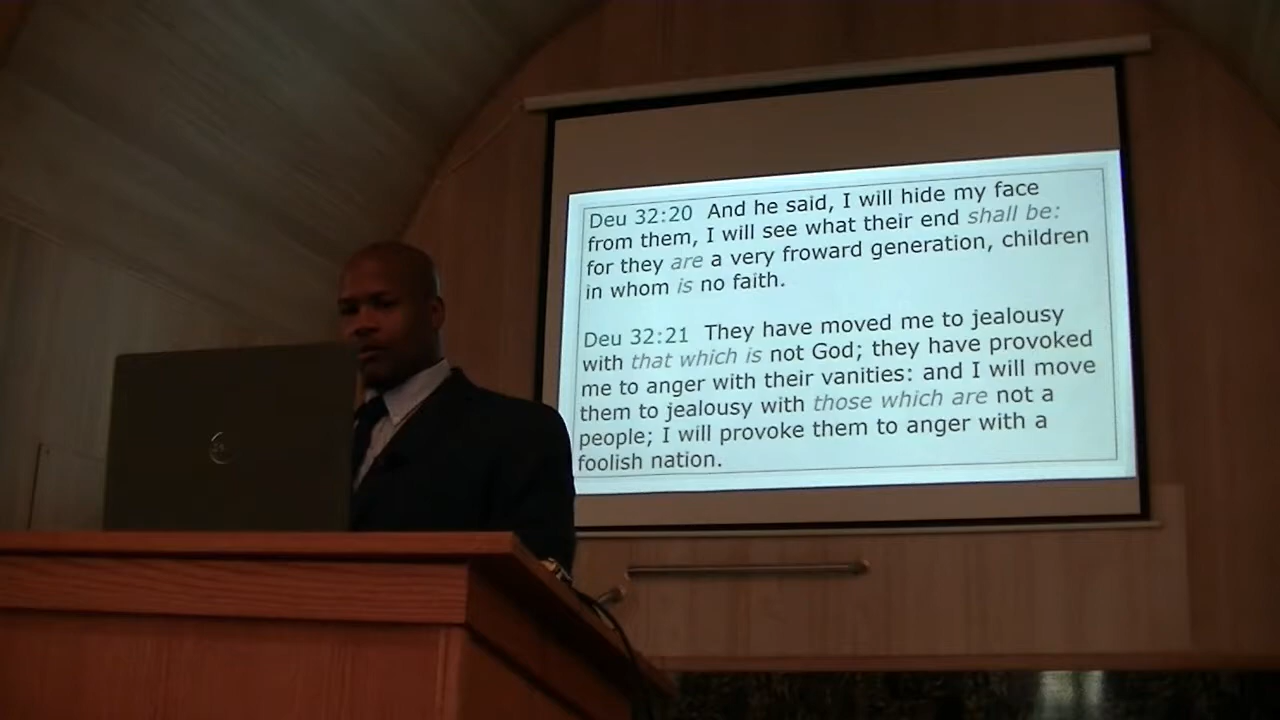 Deu 32:20 And he said, I will hide my face
from them, I will see what their end shall be:
for they are a very froward generation, children
in whom is no faith.
Deu 32:21 They have moved me to jealousy
with that which is not God; they have provoked
me to anger with their vanities: and I will move
them to jealousy with those which are not a
people; I will provoke them to anger with a
foolish nation.